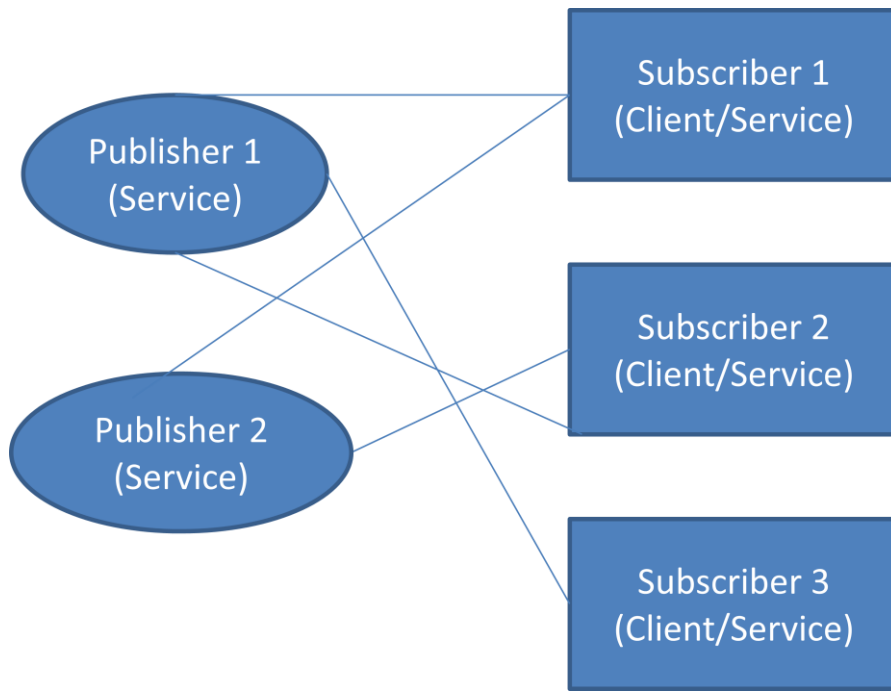 Publisher 1
(Service)
Publisher 2
(Service)
Subscriber 1
(Client/Service)
Subscriber 2
(Client/Service)
Subscriber 3
(Client/Service)